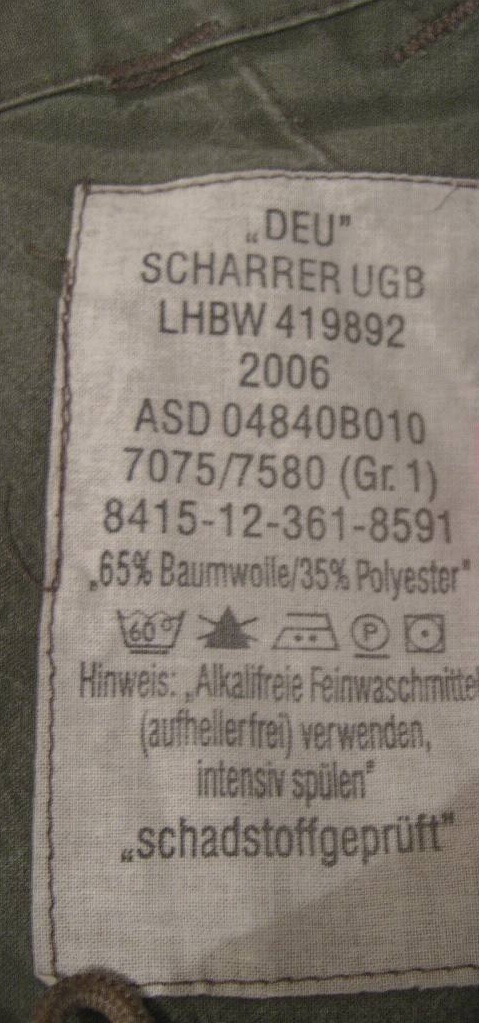 „DEU"
SCHARRER UGB
LHBW 419892
2006
ASD 04840B010
7075/7580 (Gr. 1)
8415-12-361-8591
„65% Baumwolle/35% Polyester"
60 P
Hinweis: „Alkalifreie Feinwaschmittel
(aufhellerfrei) verwenden,
intensiv spülen"
„schadstoffgeprüft"